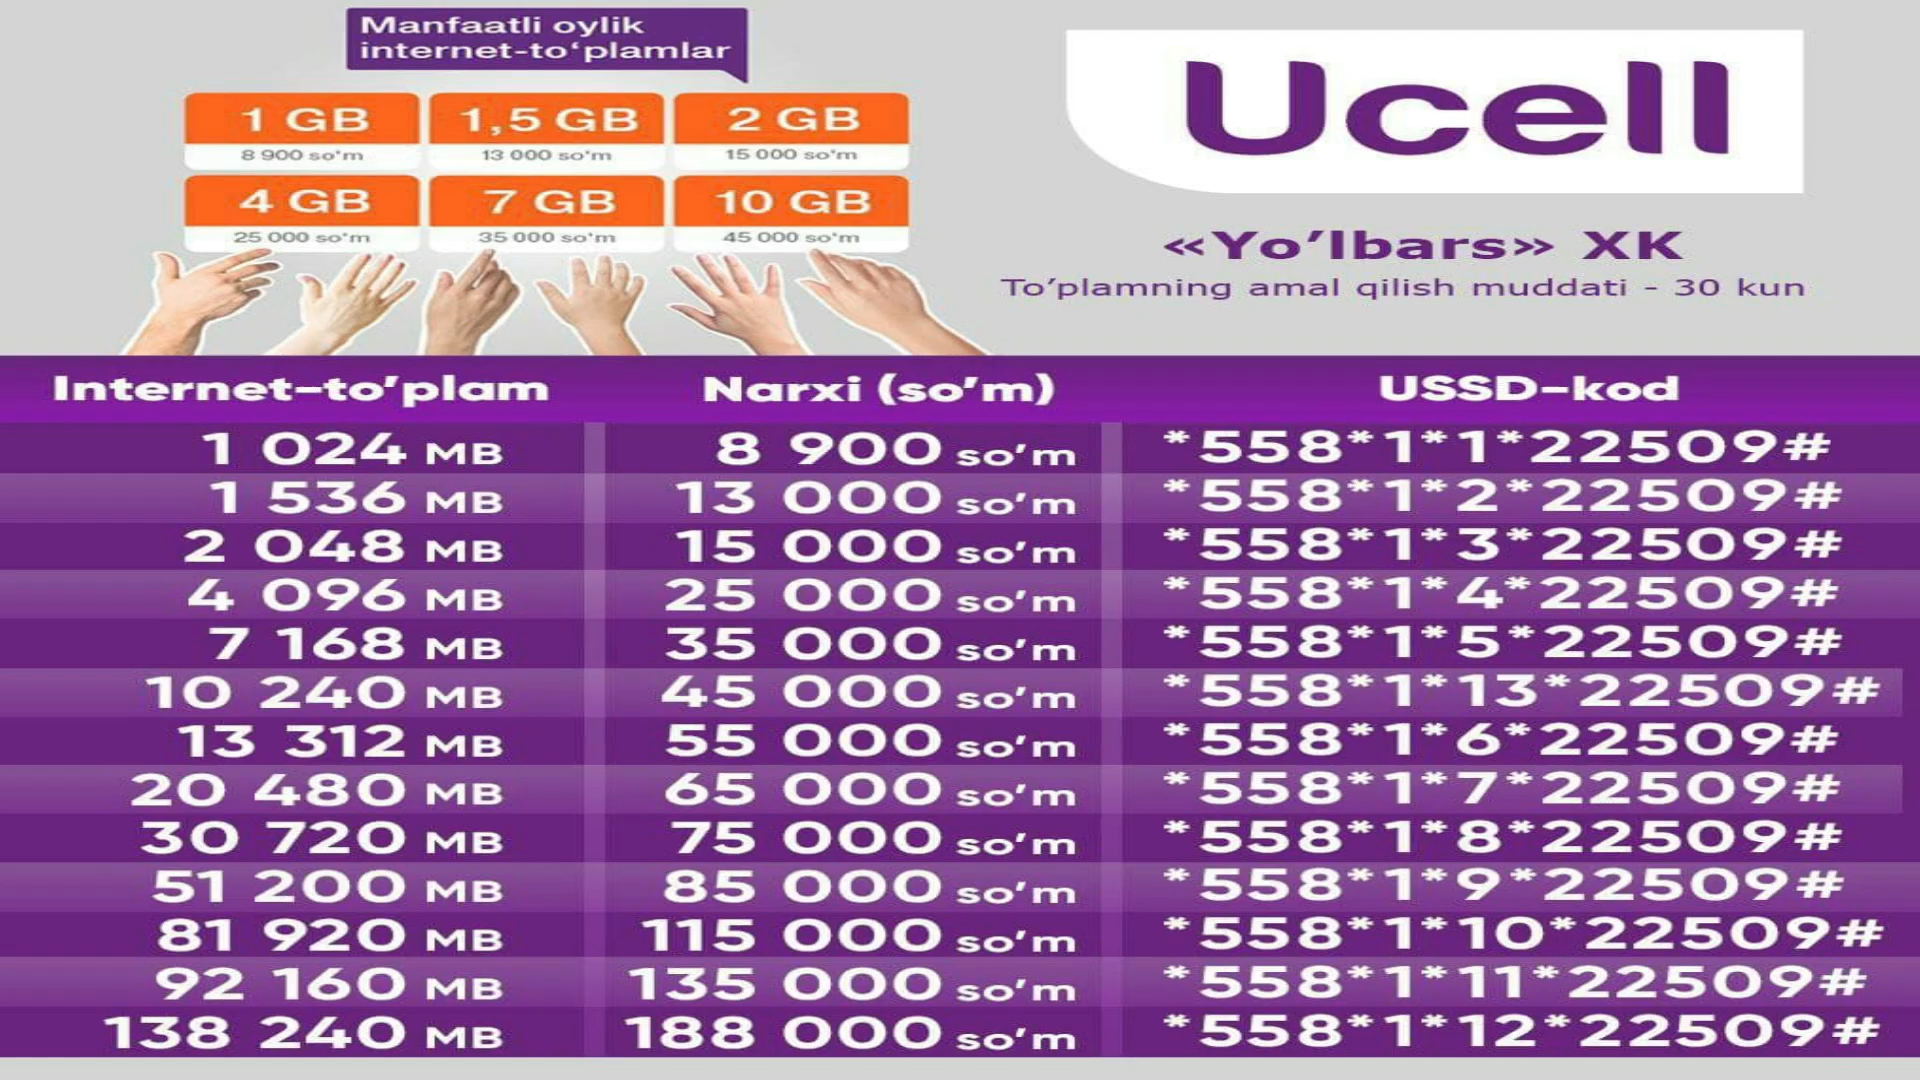 Manfaatli oylik
internet-to‘plamlar
1 GB
8 900 so‘m
1,5 GB
13 000 so‘m
2 GB
15 000 so‘m
4 GB
25 000 so‘m
7 GB
35 000 so‘m
10 GB
45 000 so‘m
Ucell
«Yo’lbars» XK
To’plamning amal qilish muddati - 30 kun
Internet-to’plam Narxi (so’m) USSD-kod
1 024 MB 8 900 so’m *558*1*1*22509#
1 536 MB 13 000 so’m *558*1*2*22509#
2 048 MB 15 000 so’m *558*1*3*22509#
4 096 MB 25 000 so’m *558*1*4*22509#
7 168 MB 35 000 so’m *558*1*5*22509#
10 240 MB 45 000 so’m *558*1*13*22509#
13 312 MB 55 000 so’m *558*1*6*22509#
20 480 MB 65 000 so’m *558*1*7*22509#
30 720 MB 75 000 so’m *558*1*8*22509#
51 200 MB 85 000 so’m *558*1*9*22509#
81 920 MB 115 000 so’m *558*1*10*22509#
92 160 MB 135 000 so’m *558*1*11*22509#
138 240 MB 188 000 so’m *558*1*12*22509#